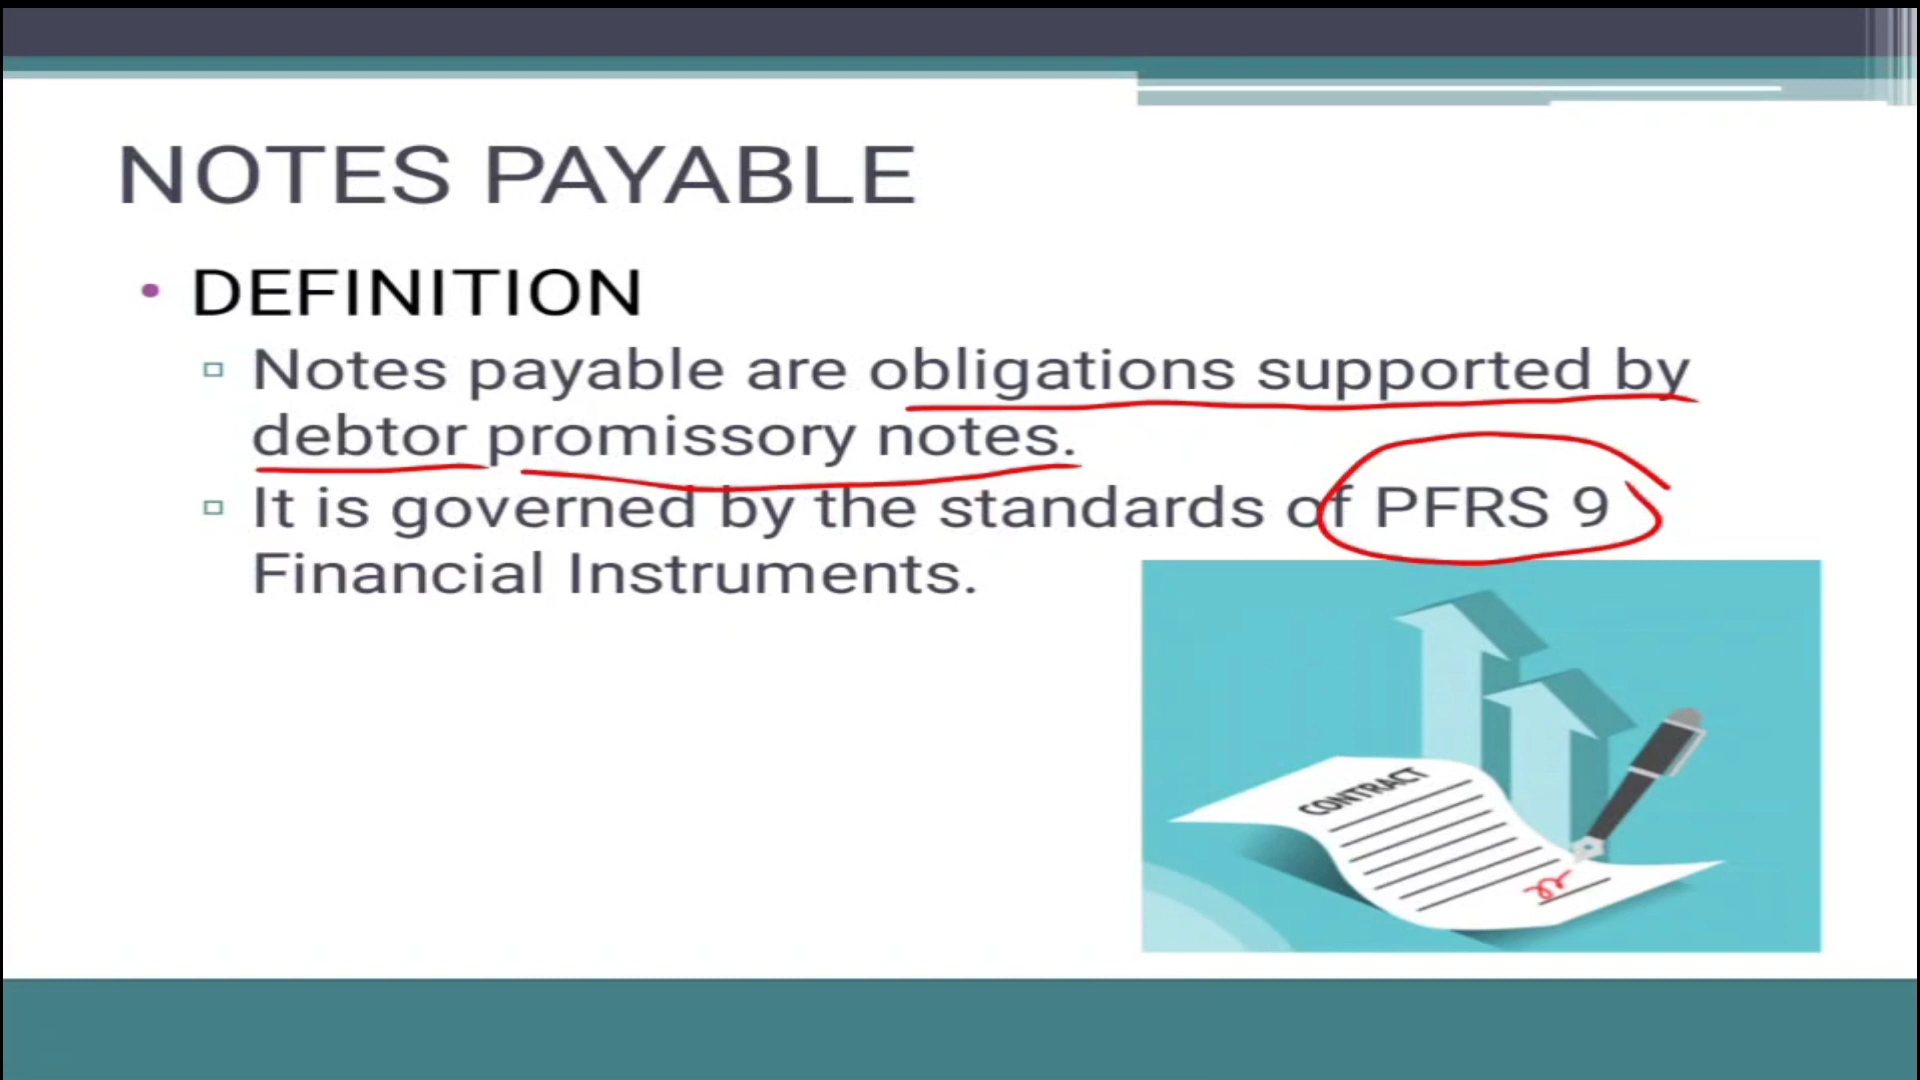 NOTES PAYABLE
• DEFINITION
▫ Notes payable are obligations supported by
debtor promissory notes.
▫ It is governed by the standards of PFRS 9
Financial Instruments.
CONTRACT